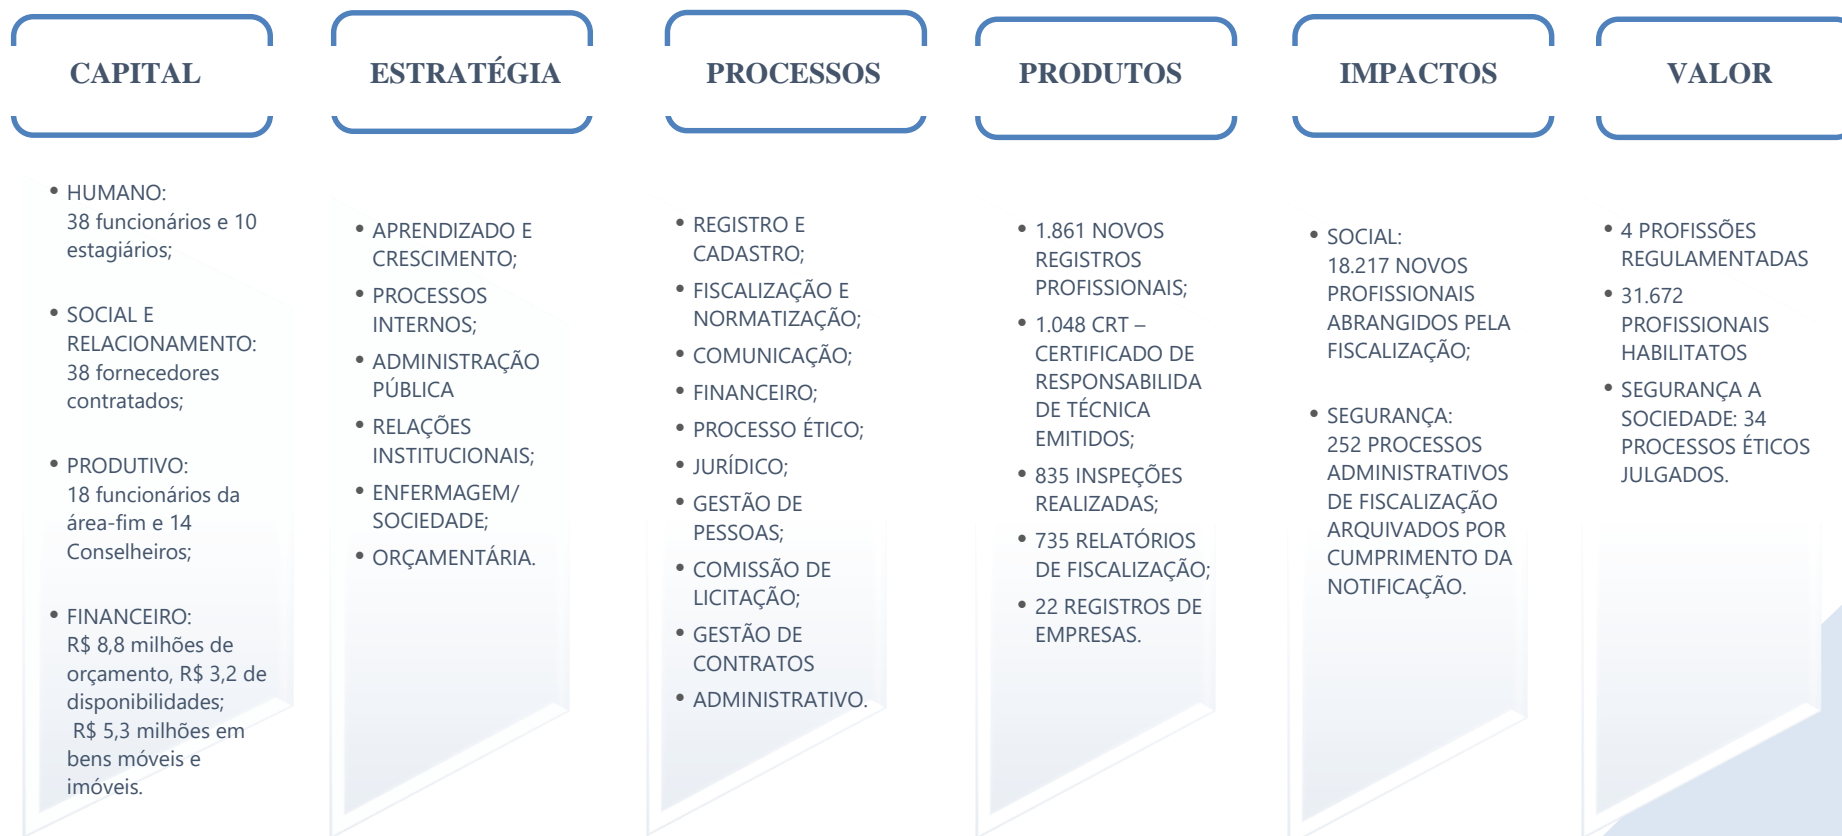 CAPITAL
ESTRATÉGIA
PROCESSOS
PRODUTOS
IMPACTOS
VALOR
• HUMANO:
38 funcionários e 10
estagiários;
• SOCIAL E
RELACIONAMENTO:
38 fornecedores
contratados;
• PRODUTIVO:
18 funcionários da
área-fim e 14
Conselheiros;
• FINANCEIRO:
R$ 8,8 milhões de
orçamento, R$ 3,2 de
disponibilidades;
R$ 5,3 milhões em
bens móveis e
imóveis.
• APRENDIZADO E
CRESCIMENTO;
• PROCESSOS
INTERNOS;
• ADMINISTRAÇÃO
PÚBLICA
• RELAÇÕES
INSTITUCIONAIS;
• ENFERMAGEM/
SOCIEDADE;
• ORÇAMENTÁRIA.
• REGISTRO E
CADASTRO;
• FISCALIZAÇÃO E
NORMATIZAÇÃO;
• COMUNICAÇÃO;
• FINANCEIRO;
• PROCESSO ÉTICO;
• JURÍDICO;
• GESTÃO DE
PESSOAS;
• COMISSÃO DE
LICITAÇÃO;
• GESTÃO DE
CONTRATOS
• ADMINISTRATIVO.
• 1.861 NOVOS
REGISTROS
PROFISSIONAIS;
• 1.048 CRT –
CERTIFICADO DE
RESPONSABILIDA
DE TÉCNICA
EMITIDOS;
• 835 INSPEÇÕES
REALIZADAS;
• 735 RELATÓRIOS
DE FISCALIZAÇÃO;
• 22 REGISTROS DE
EMPRESAS.
• SOCIAL:
18.217 NOVOS
PROFISSIONAIS
ABRANGIDOS PELA
FISCALIZAÇÃO;
• SEGURANÇA:
252 PROCESSOS
ADMINISTRATIVOS
DE FISCALIZAÇÃO
ARQUIVADOS POR
CUMPRIMENTO DA
NOTIFICAÇÃO.
• 4 PROFISSÕES
REGULAMENTADAS
• 31.672
PROFISSIONAIS
HABILITATOS
• SEGURANÇA A
SOCIEDADE: 34
PROCESSOS ÉTICOS
JULGADOS.